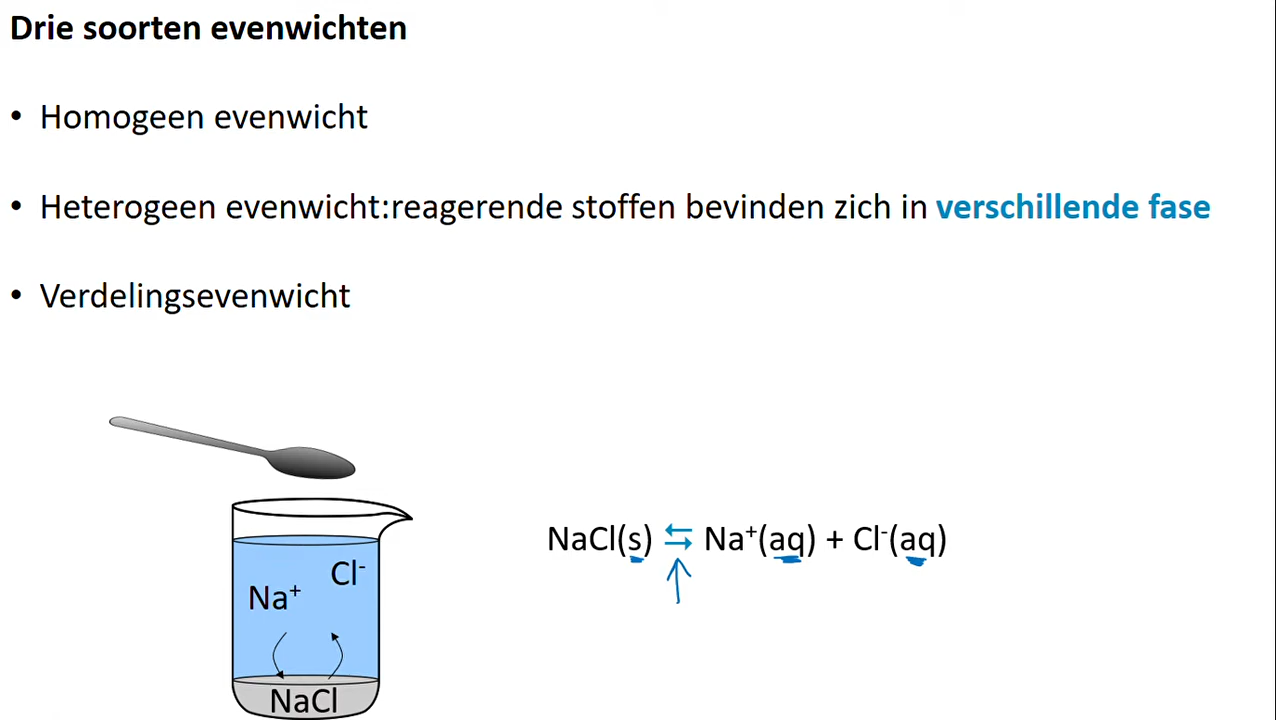 Drie soorten evenwichten
• Homogeen evenwicht
• Heterogeen evenwicht:reagerende stoffen bevinden zich in verschillende fase
• Verdelingsevenwicht
NaCl(s) ⇆ Na⁺(aq) + Cl⁻(aq)
Cl⁻
Na⁺
NaCl